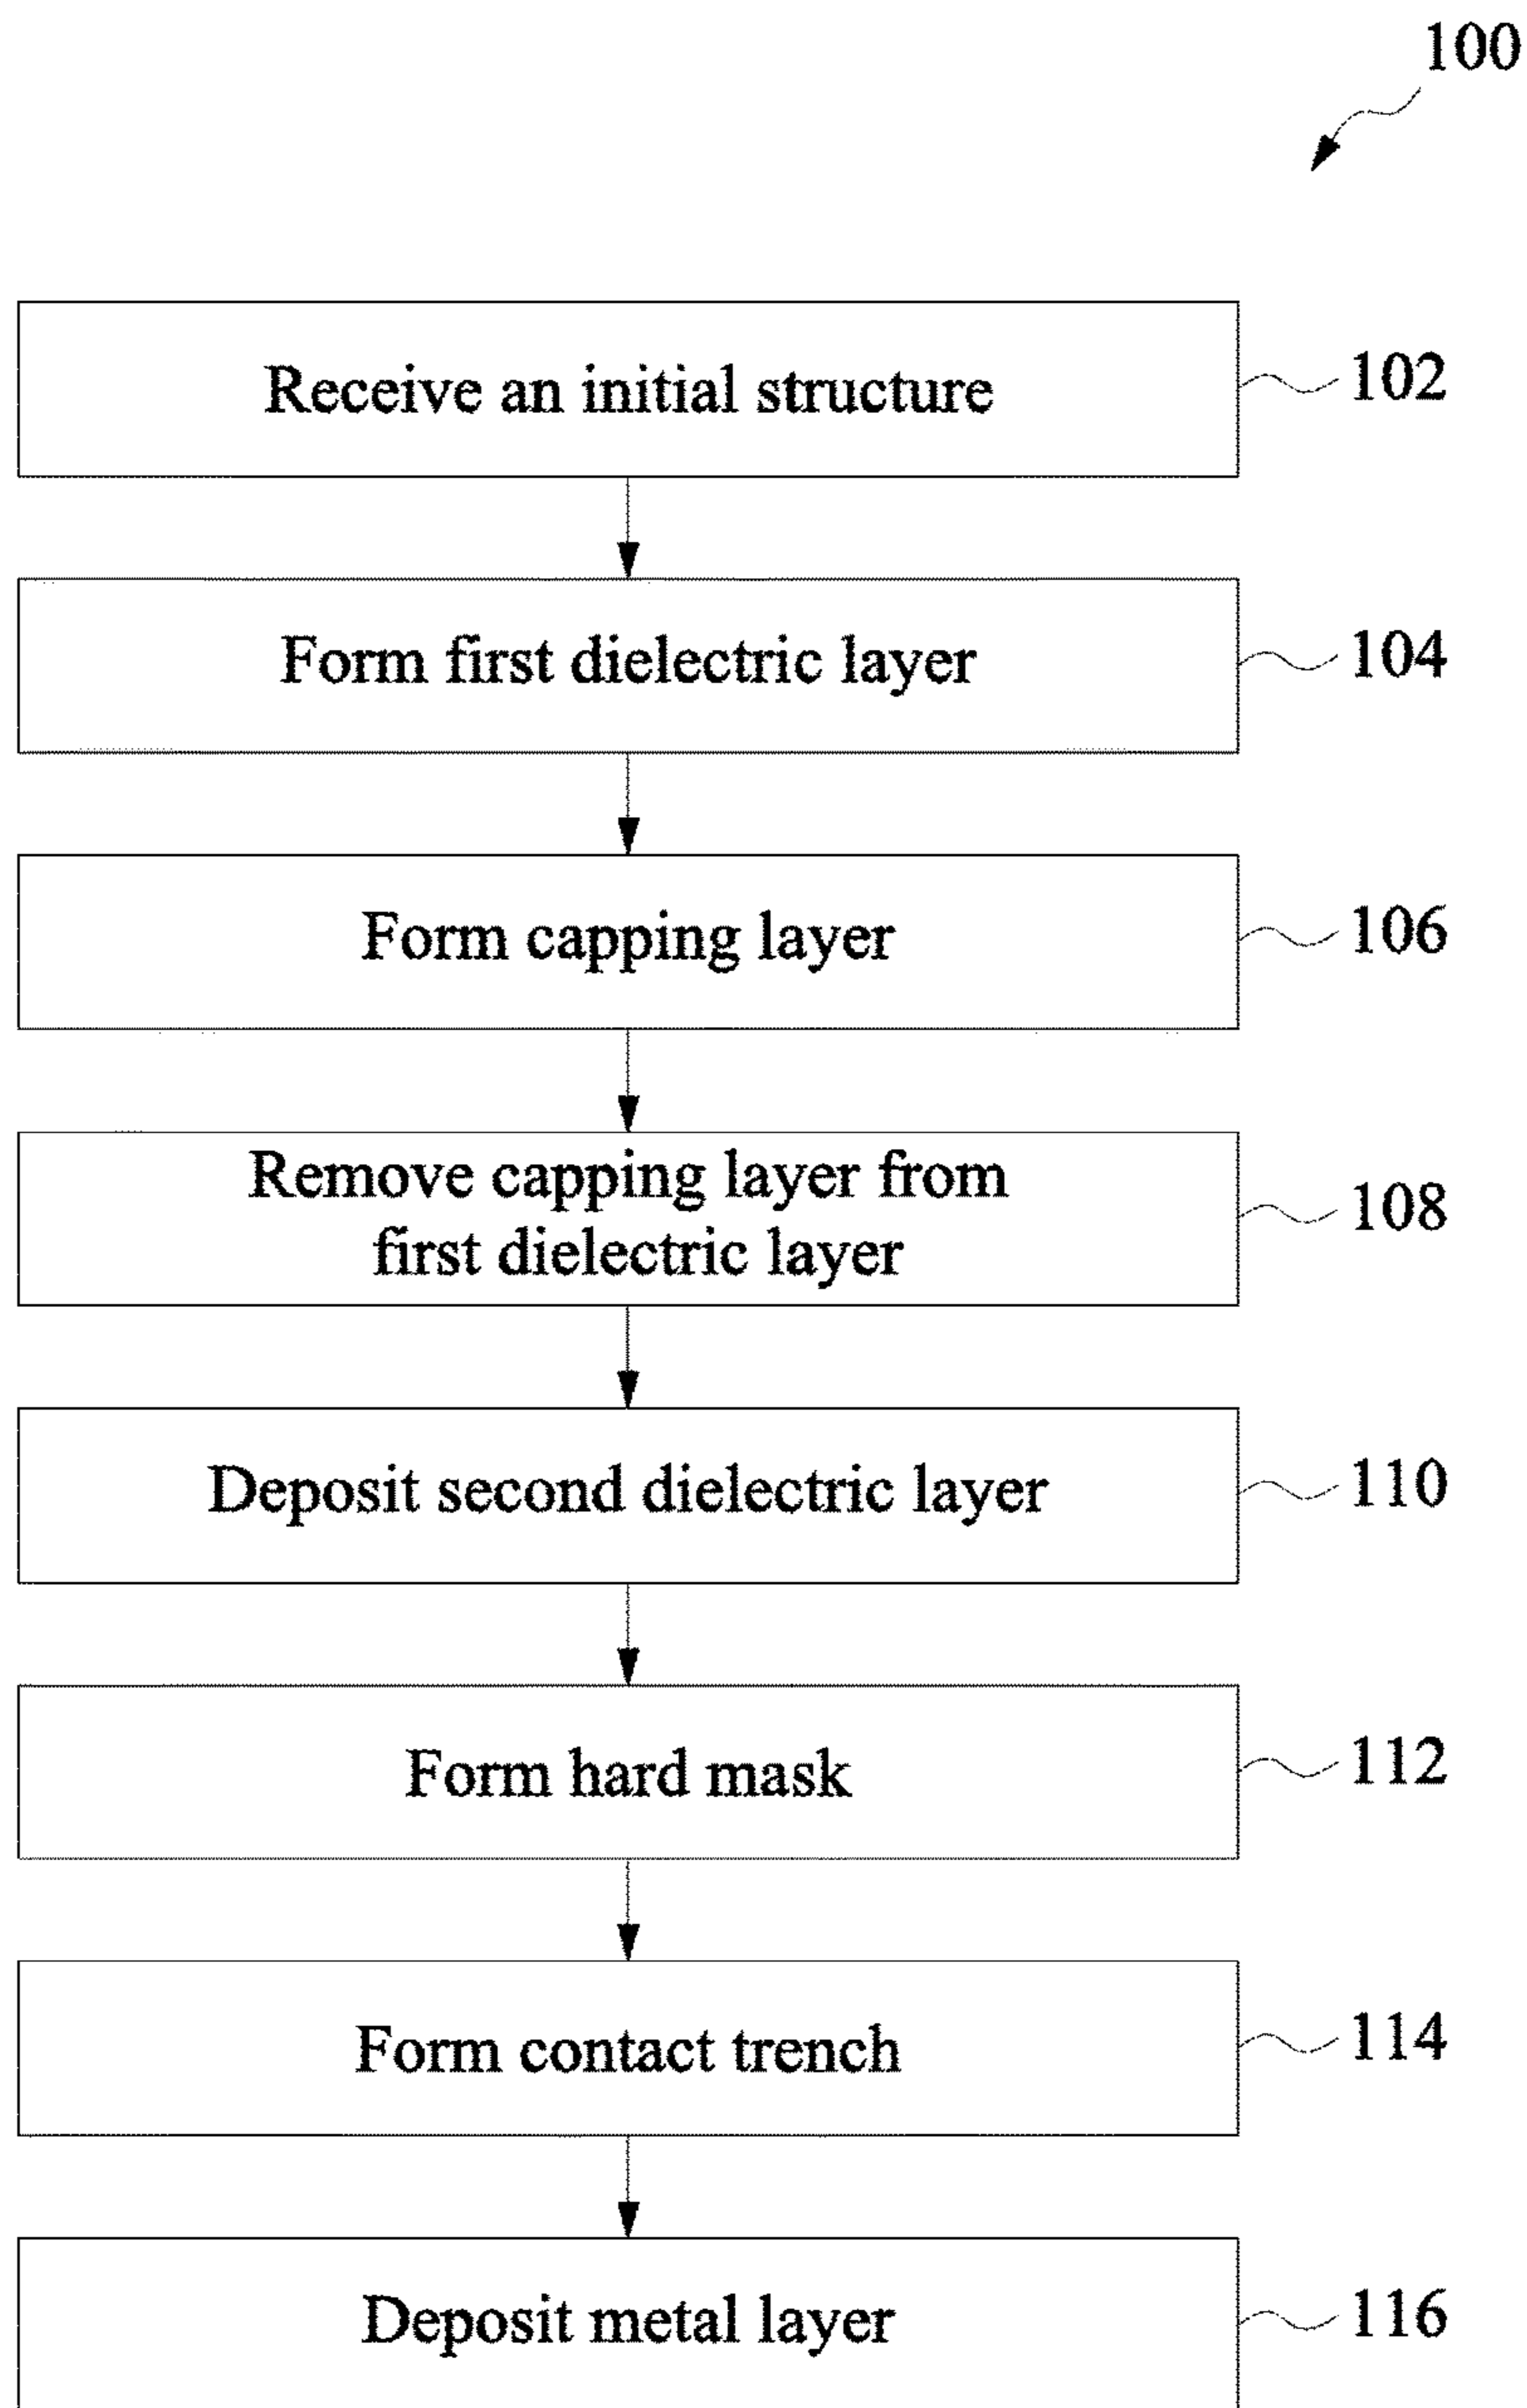 100
Receive an initial structure
102
Form first dielectric layer
104
Form capping layer
106
Remove capping layer from
first dielectric layer
108
Deposit second dielectric layer
110
Form hard mask
112
Form contact trench
114
Deposit metal layer
116